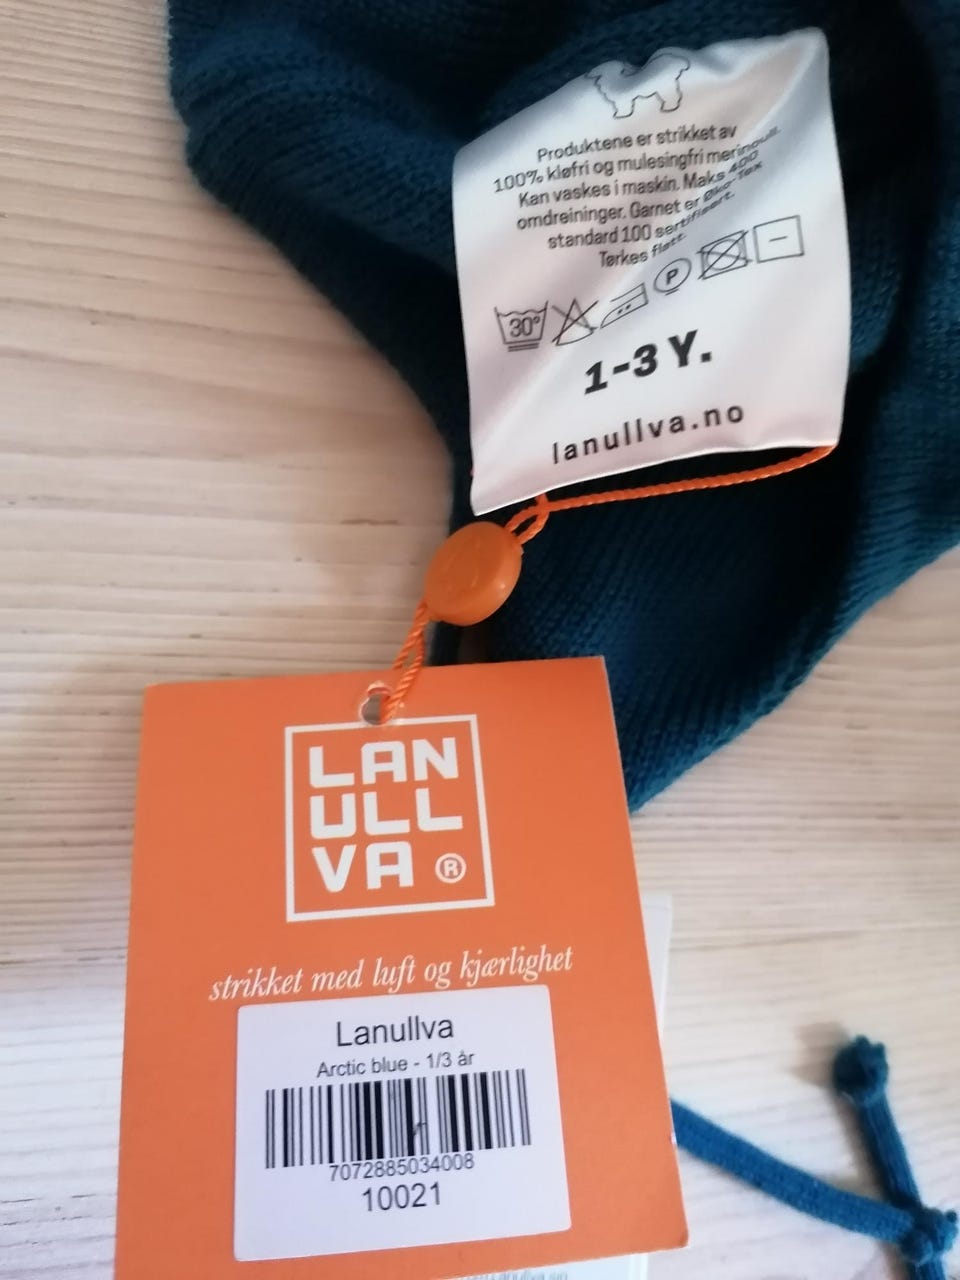 Produktene er strikket av
100% kløfri og mulesingfri merinoull.
Kan vaskes i maskin. Maks 400
omdreininger. Garnet er Øko-Tex
standard 100 sertifisert.
Tørkes flatt.
30°
P
1-3 Y.
lanullva.no
LAN
ULL
VA ®
strikket med luft og kjærlighet
Lanullva
Arctic blue - 1/3 år
7072885034008
10021